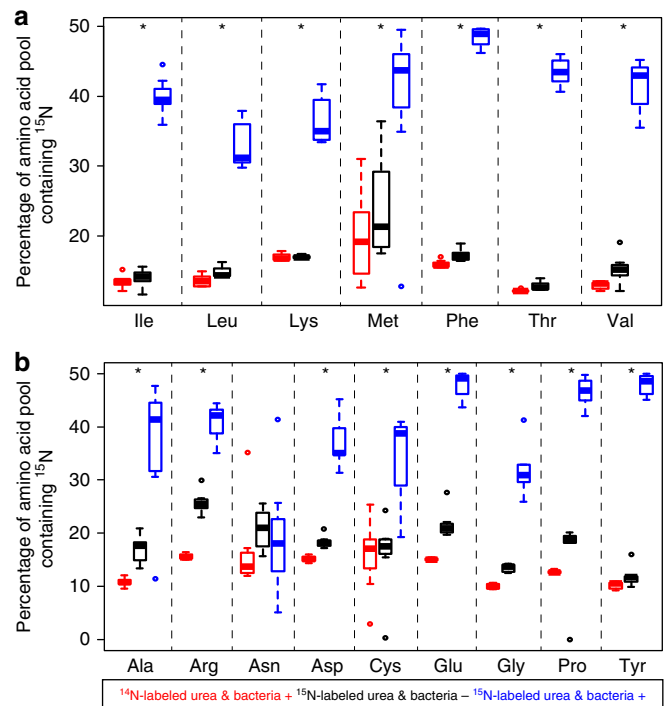 a
Percentage of amino acid pool
containing ¹⁵N
50
40
30
20
* * * * * * *
Ile Leu Lys Met Phe Thr Val
b
Percentage of amino acid pool
containing ¹⁵N
50
40
30
20
10
0
* * * * * * * *
Ala Arg Asn Asp Cys Glu Gly Pro Tyr
¹⁴N-labeled urea & bacteria + ¹⁵N-labeled urea & bacteria – ¹⁵N-labeled urea & bacteria +